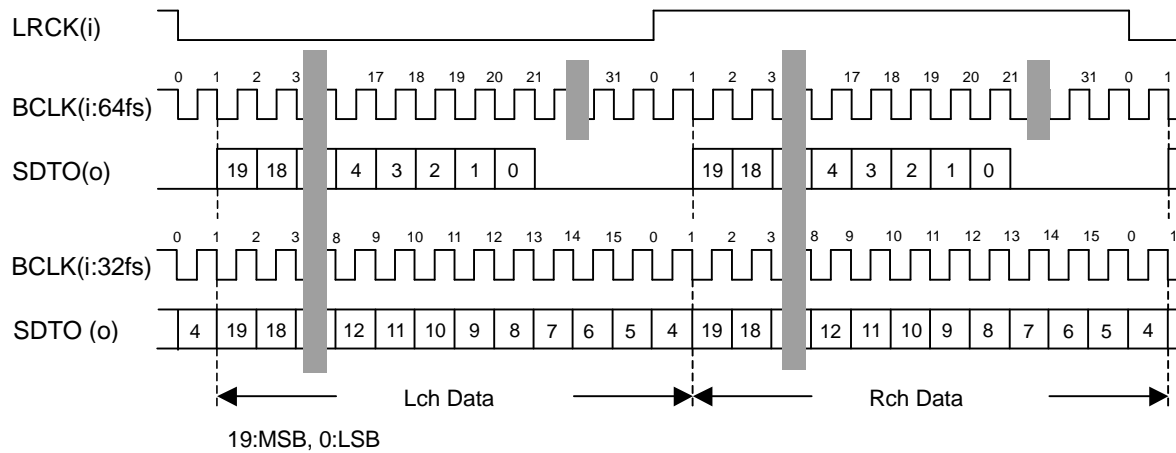 LRCK(i)
0 1 2 3 17 18 19 20 21 31 0 1 2 3 17 18 19 20 21 31 0 1
BCLK(i:64fs)
SDTO(o) 19 18 4 3 2 1 0 19 18 4 3 2 1 0
0 1 2 3 8 9 10 11 12 13 14 15 0 1 2 3 8 9 10 11 12 13 14 15 0 1
BCLK(i:32fs)
SDTO (o) 4 19 18 12 11 10 9 8 7 6 5 4 19 18 12 11 10 9 8 7 6 5 4
Lch Data Rch Data
19:MSB, 0:LSB